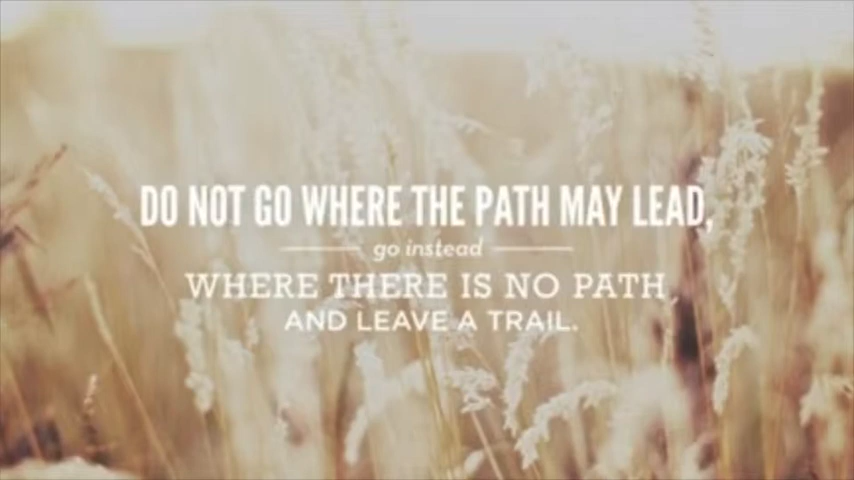 DO NOT GO WHERE THE PATH MAY LEAD,
go instead
WHERE THERE IS NO PATH
AND LEAVE A TRAIL.